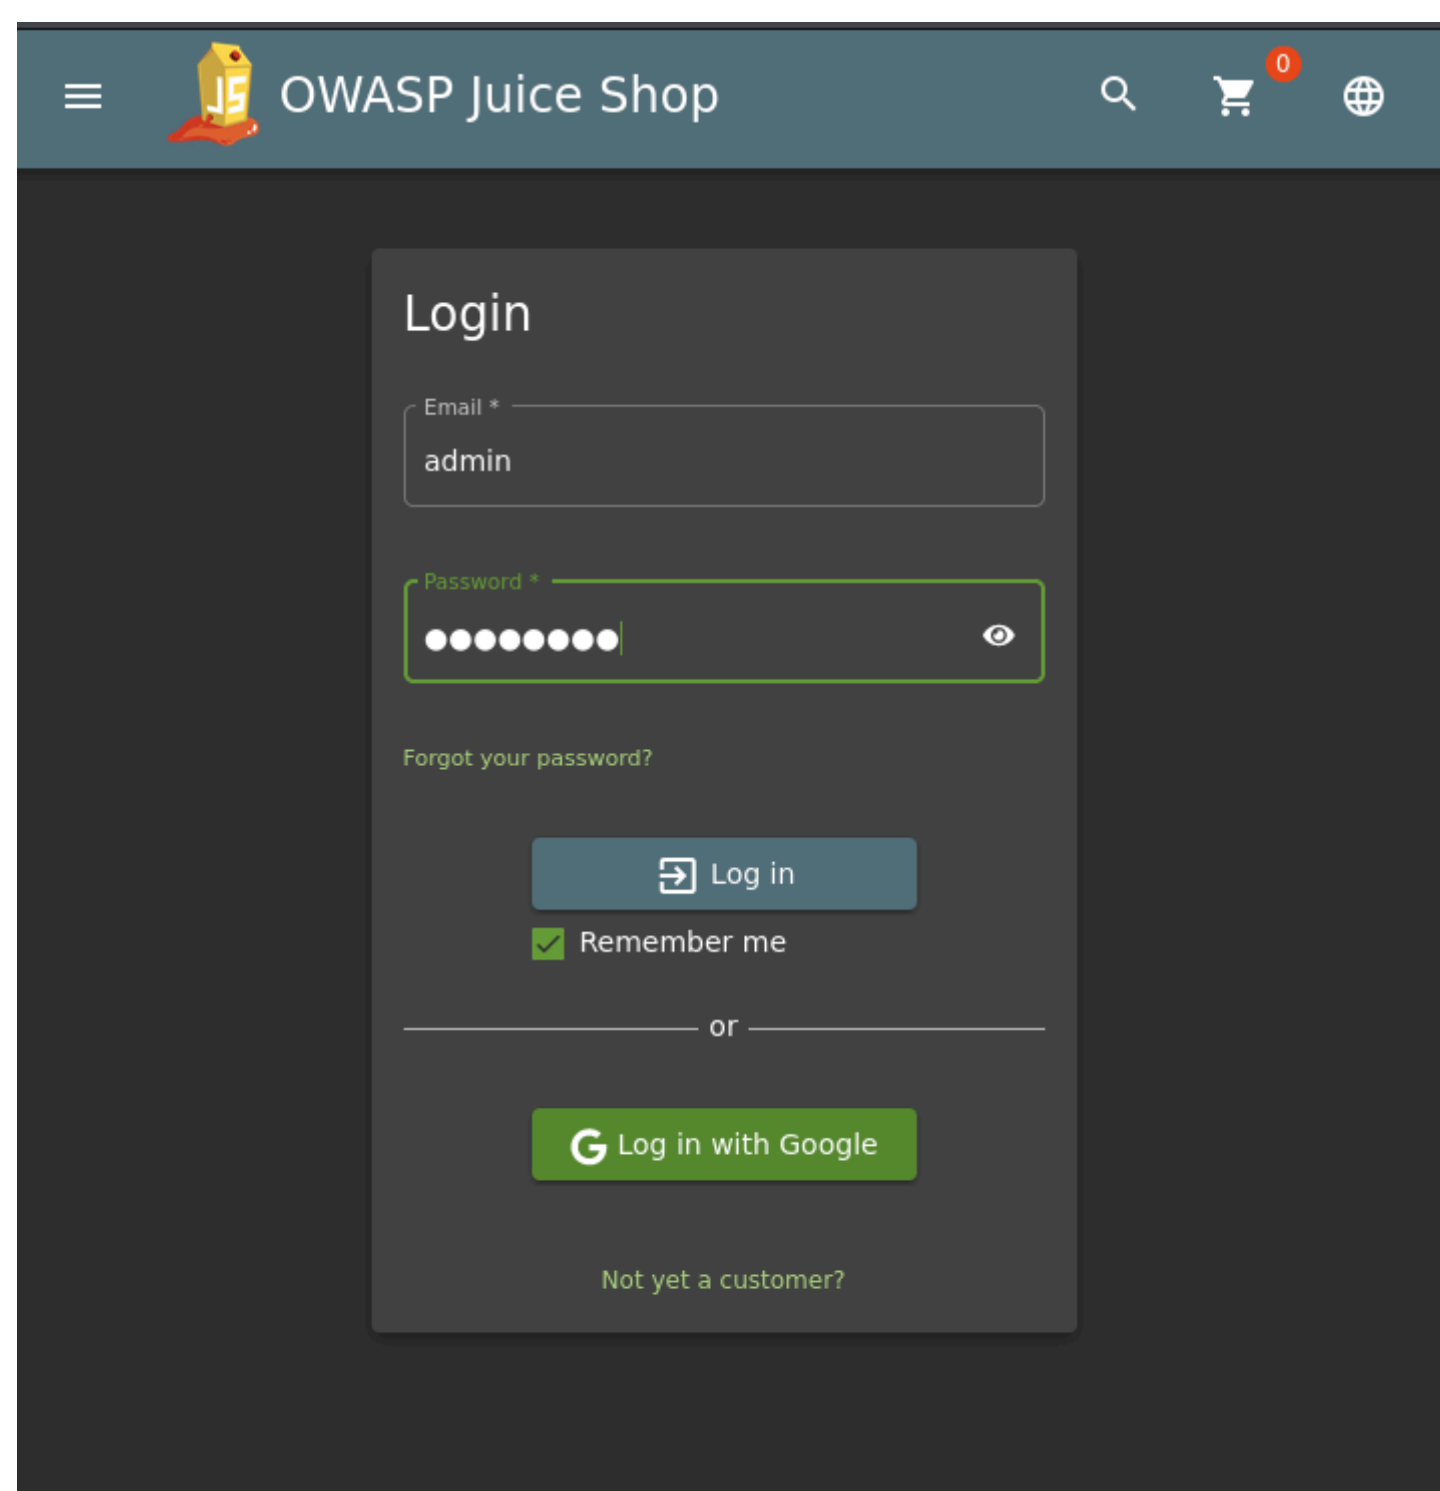 JS
OWASP Juice Shop
0
Login
Email *
admin
Password *
●●●●●●●●
Forgot your password?
Log in
Remember me
or
G Log in with Google
Not yet a customer?